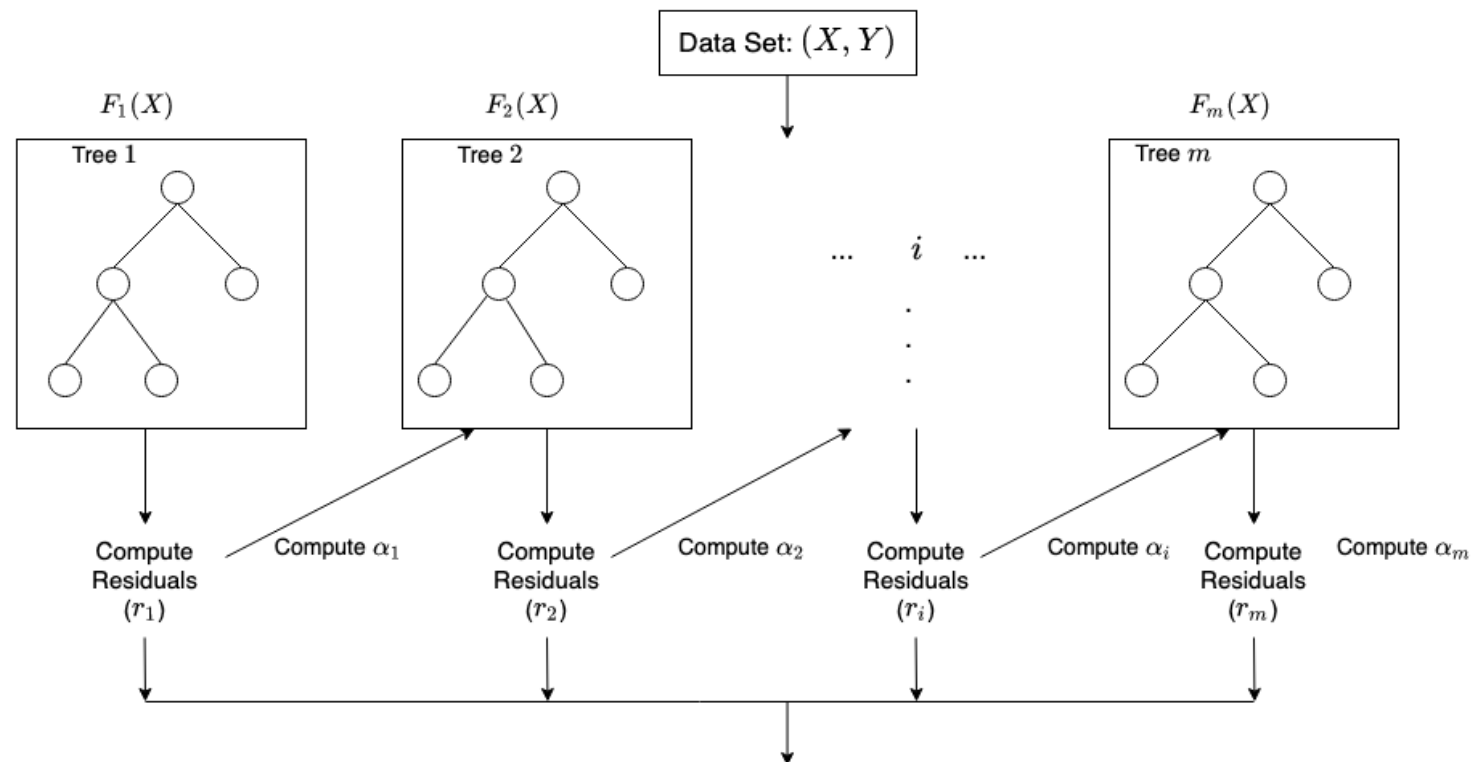 Data Set: (X, Y)
F₁(X)
F₂(X)
Fₘ(X)
Tree 1
Tree 2
Tree m
... i ...
.
.
.
Compute
Residuals
(r₁)
Compute α₁
Compute
Residuals
(r₂)
Compute α₂
Compute
Residuals
(rᵢ)
Compute αᵢ
Compute
Residuals
(rₘ)
Compute αₘ